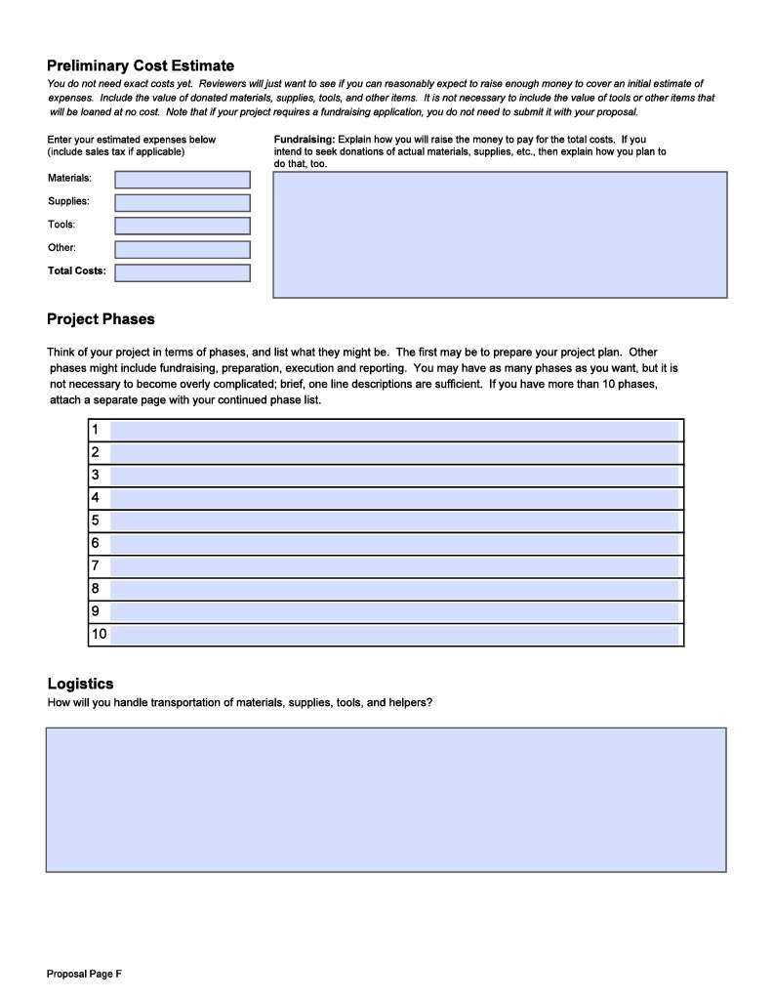 Preliminary Cost Estimate
You do not need exact costs yet.  Reviewers will just want to see if you can reasonably expect to raise enough money to cover an initial estimate of
expenses.  Include the value of donated materials, supplies, tools, and other items.  It is not necessary to include the value of tools or other items that
will be loaned at no cost.  Note that if your project requires a fundraising application, you do not need to submit it with your proposal.
Enter your estimated expenses below
(include sales tax if applicable)
Materials:
Supplies:
Tools:
Other:
Total Costs:
Fundraising: Explain how you will raise the money to pay for the total costs.  If you
intend to seek donations of actual materials, supplies, etc., then explain how you plan to
do that, too.
Project Phases
Think of your project in terms of phases, and list what they might be.  The first may be to prepare your project plan.  Other
phases might include fundraising, preparation, execution and reporting.  You may have as many phases as you want, but it is
not necessary to become overly complicated; brief, one line descriptions are sufficient.  If you have more than 10 phases,
attach a separate page with your continued phase list.
1
2
3
4
5
6
7
8
9
10
Logistics
How will you handle transportation of materials, supplies, tools, and helpers?
Proposal Page F